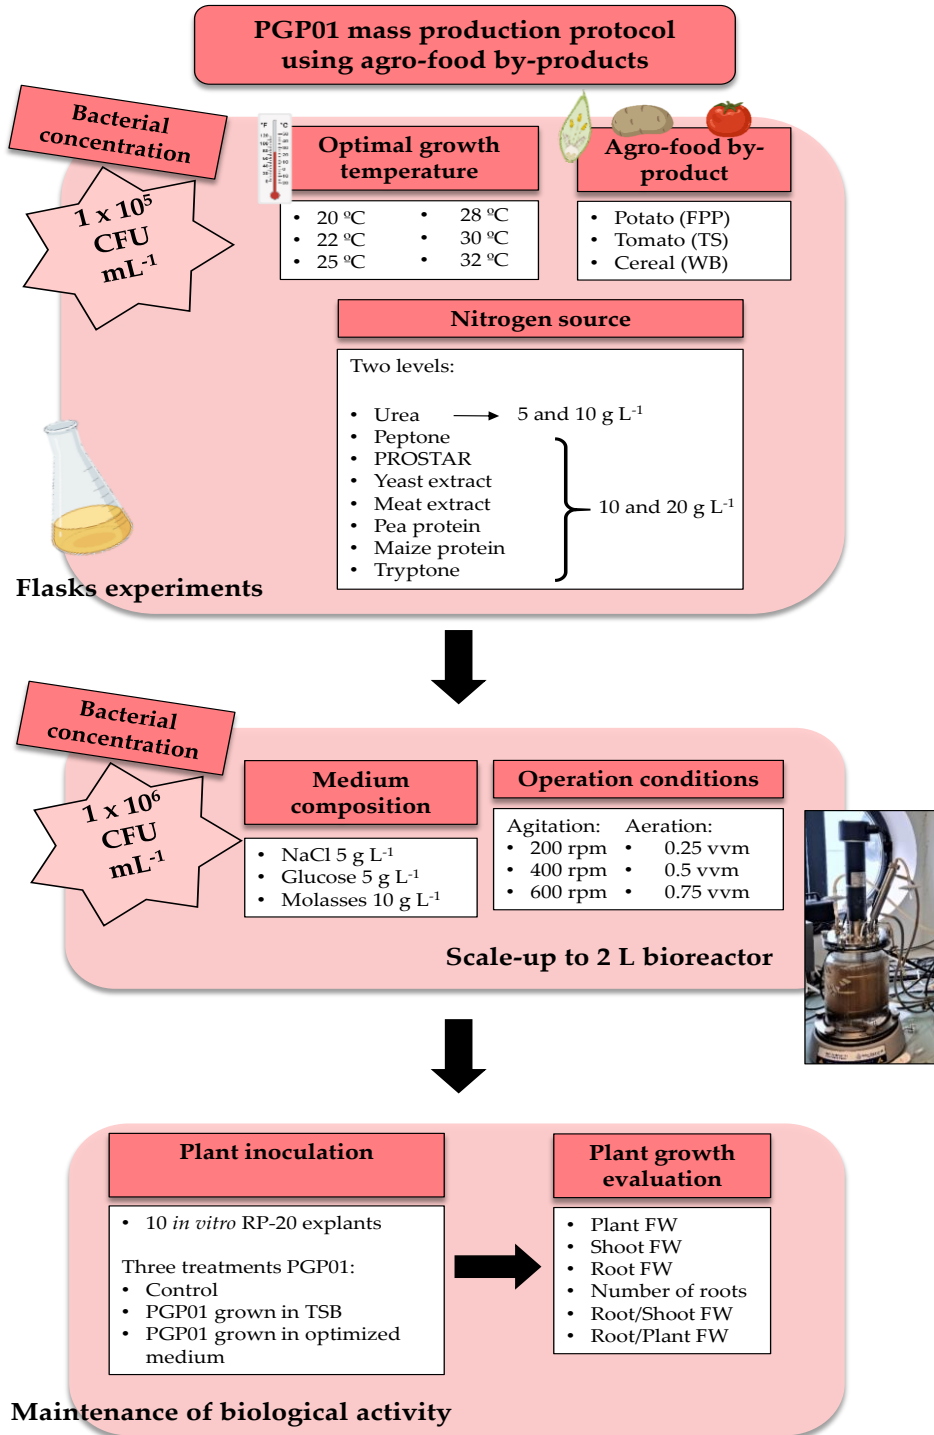 PGP01 mass production protocol
using agro-food by-products
Bacterial
concentration
1 x 10⁵
CFU
mL⁻¹
°F
°C
Optimal growth
temperature
• 20 ºC
• 22 ºC
• 25 ºC
• 28 ºC
• 30 ºC
• 32 ºC
Agro-food by-
product
• Potato (FPP)
• Tomato (TS)
• Cereal (WB)
Nitrogen source
Two levels:
• Urea → 5 and 10 g L⁻¹
• Peptone
• PROSTAR
• Yeast extract
• Meat extract
• Pea protein
• Maize protein
• Tryptone
10 and 20 g L⁻¹
Flasks experiments
Bacterial
concentration
1 x 10⁶
CFU
mL⁻¹
Medium
composition
• NaCl 5 g L⁻¹
• Glucose 5 g L⁻¹
• Molasses 10 g L⁻¹
Operation conditions
Agitation:
• 200 rpm
• 400 rpm
• 600 rpm
Aeration:
• 0.25 vvm
• 0.5 vvm
• 0.75 vvm
Scale-up to 2 L bioreactor
Plant inoculation
• 10 in vitro RP-20 explants
Three treatments PGP01:
• Control
• PGP01 grown in TSB
• PGP01 grown in optimized
medium
Plant growth
evaluation
• Plant FW
• Shoot FW
• Root FW
• Number of roots
• Root/Shoot FW
• Root/Plant FW
Maintenance of biological activity